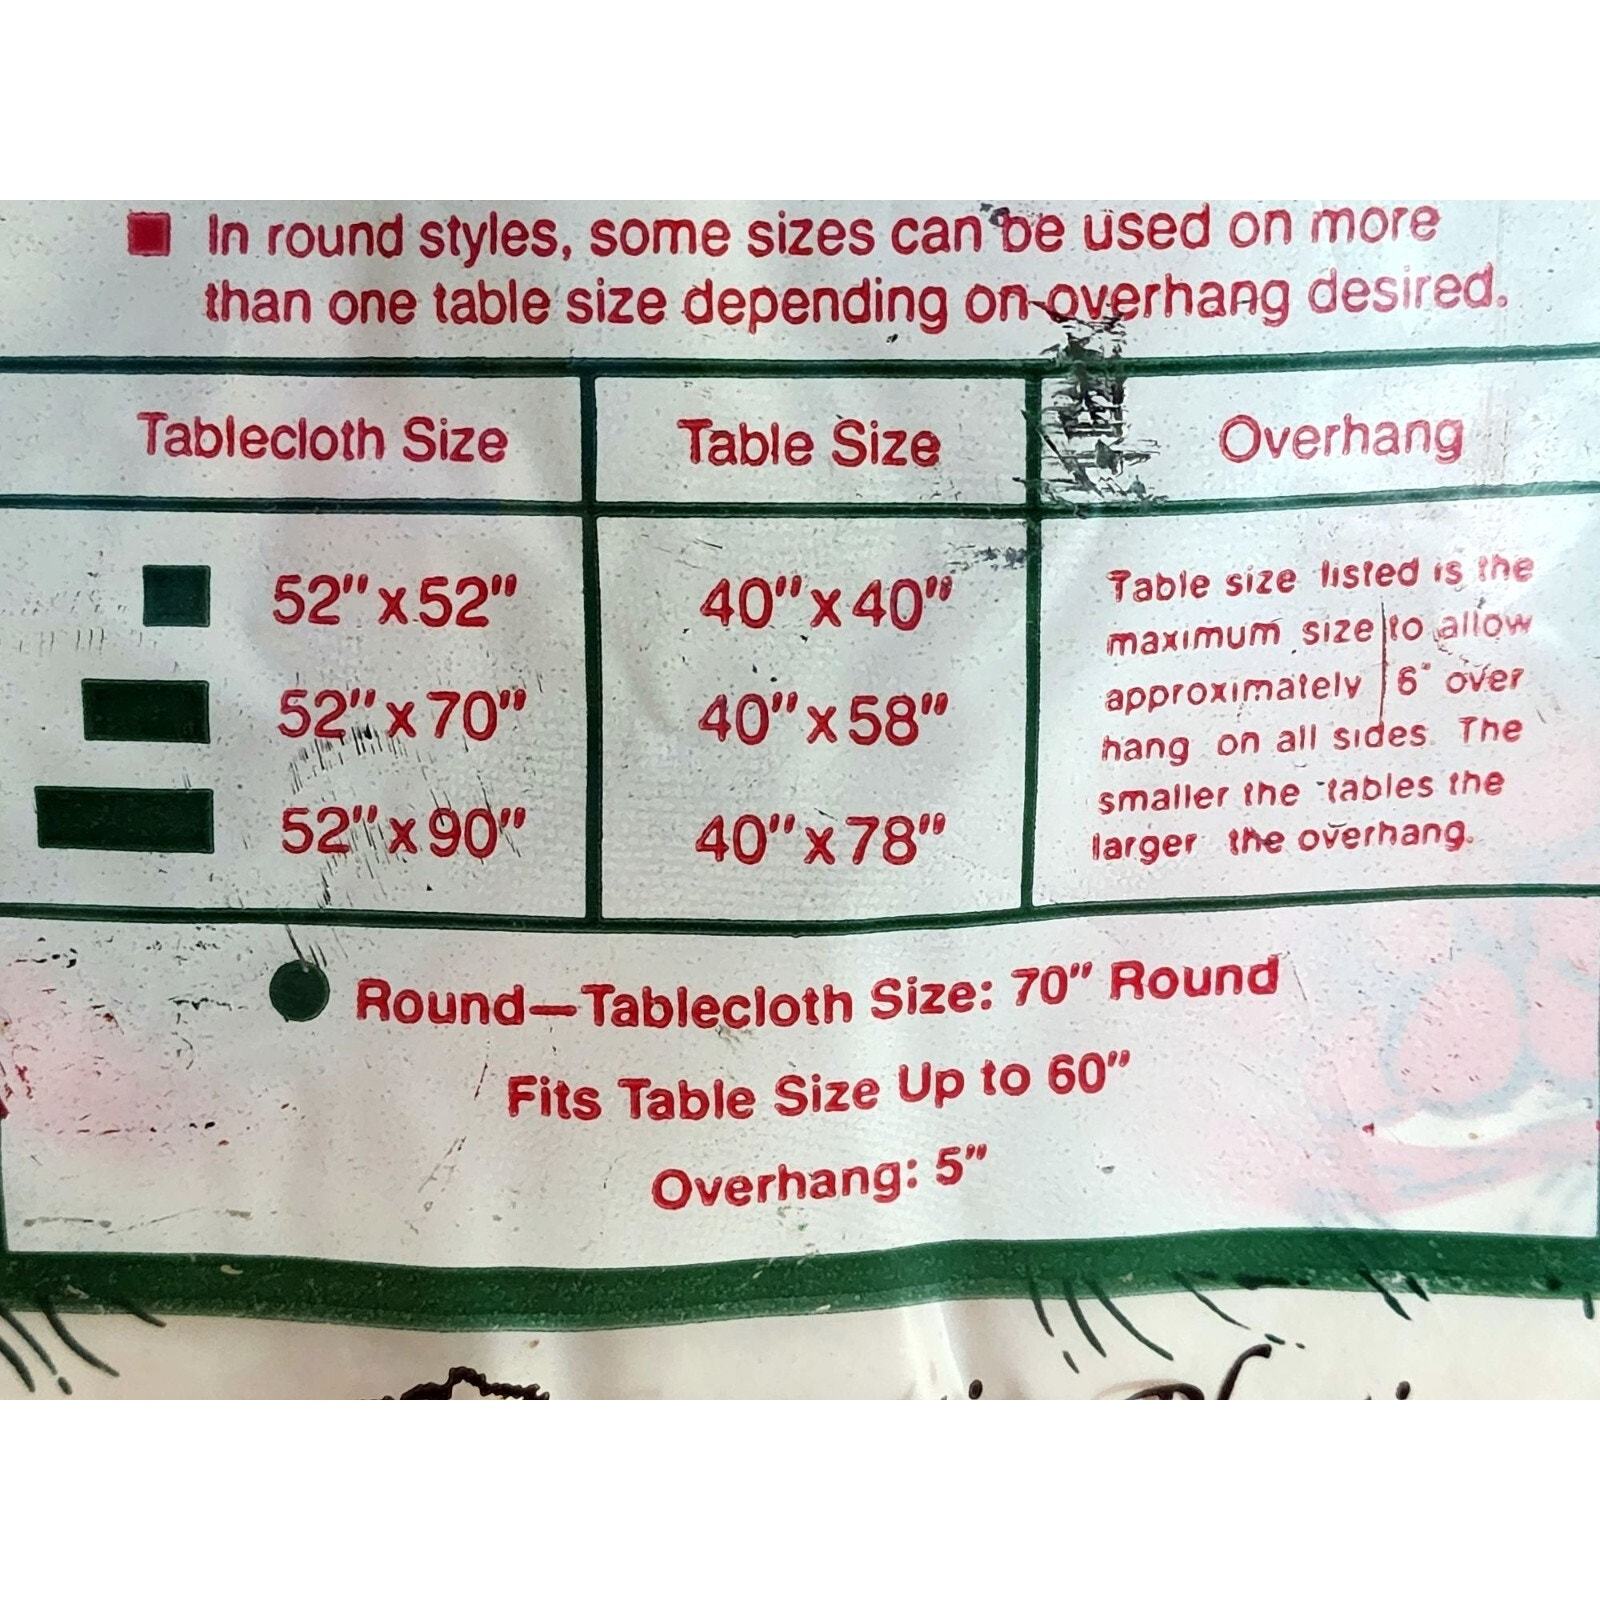 In round styles, some sizes can be used on more
than one table size depending on overhang desired.
Tablecloth Size
Table Size
Overhang
52" x 52"
40" x 40"
52" x 70"
40" x 58"
52" x 90"
40" x 78"
Table size listed is the
maximum size to allow
approximately 6" over
hang on all sides. The
smaller the tables the
larger the overhang.
Round—Tablecloth Size: 70" Round
Fits Table Size Up to 60"
Overhang: 5"